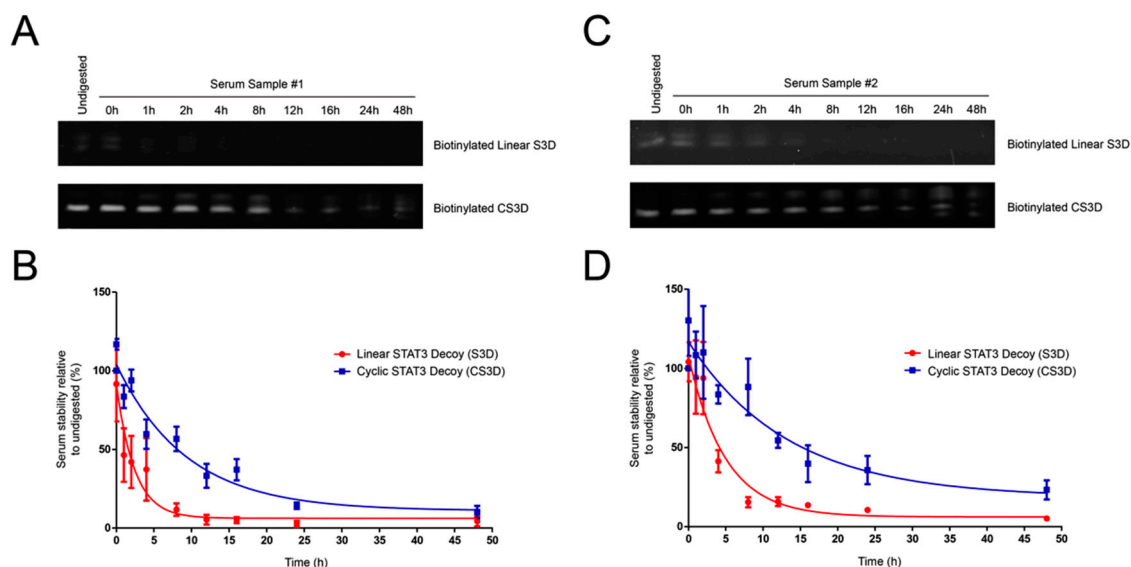 A
Undigested
Serum Sample #1
0h 1h 2h 4h 8h 12h 16h 24h 48h
Biotinylated Linear S3D
Biotinylated CS3D
C
Undigested
Serum Sample #2
0h 1h 2h 4h 8h 12h 16h 24h 48h
Biotinylated Linear S3D
Biotinylated CS3D
B
Serum stability relative
to undigested (%)
150
100
50
0
Linear STAT3 Decoy (S3D)
Cyclic STAT3 Decoy (CS3D)
0 5 10 15 20 25 30 35 40 45 50
Time (h)
D
Serum stability relative
to undigested (%)
150
100
50
0
Linear STAT3 Decoy (S3D)
Cyclic STAT3 Decoy (CS3D)
0 5 10 15 20 25 30 35 40 45 50
Time (h)